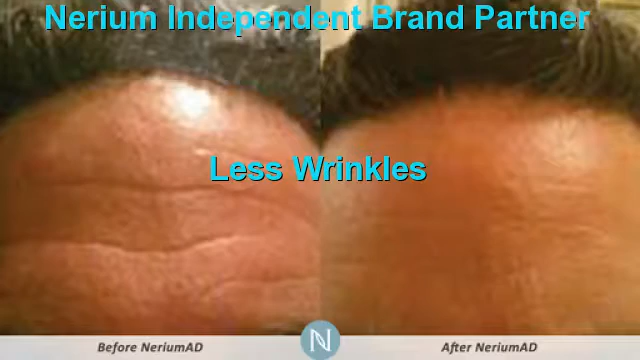 Nerium Independent Brand Partner
Less Wrinkles
Before NeriumAD
N
After NeriumAD